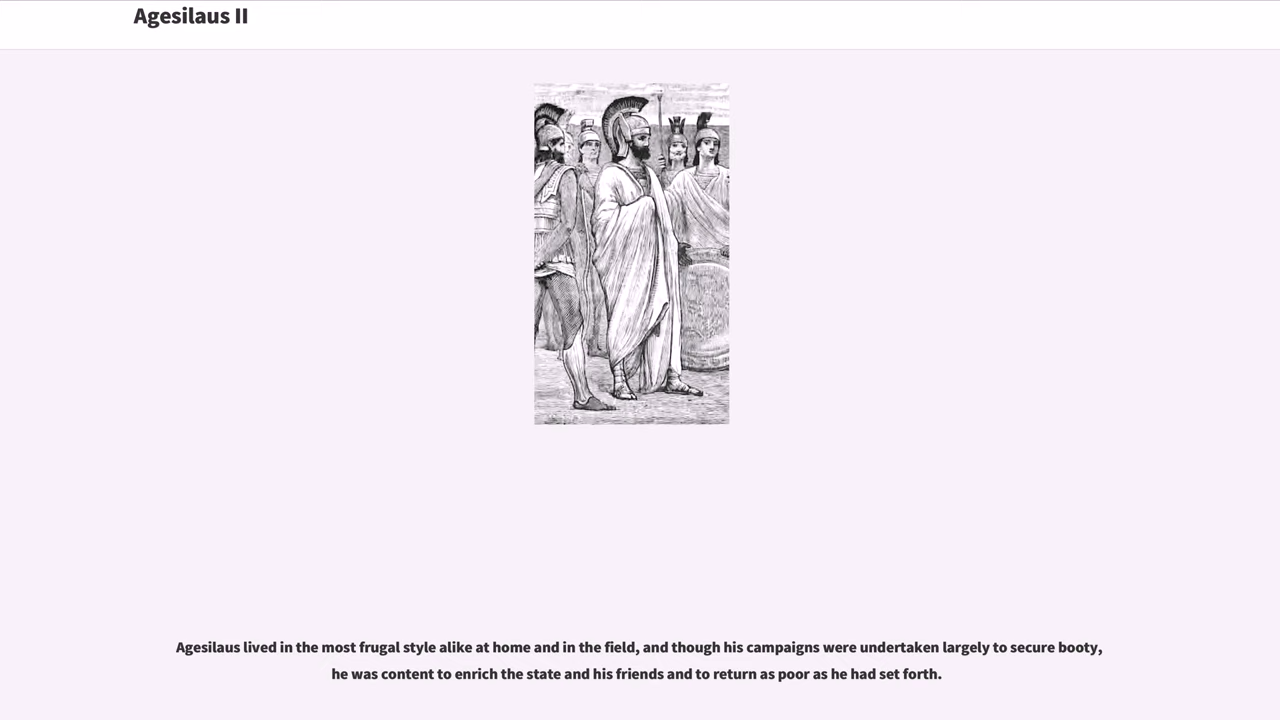 Agesilaus II
Agesilaus lived in the most frugal style alike at home and in the field, and though his campaigns were undertaken largely to secure booty,
he was content to enrich the state and his friends and to return as poor as he had set forth.